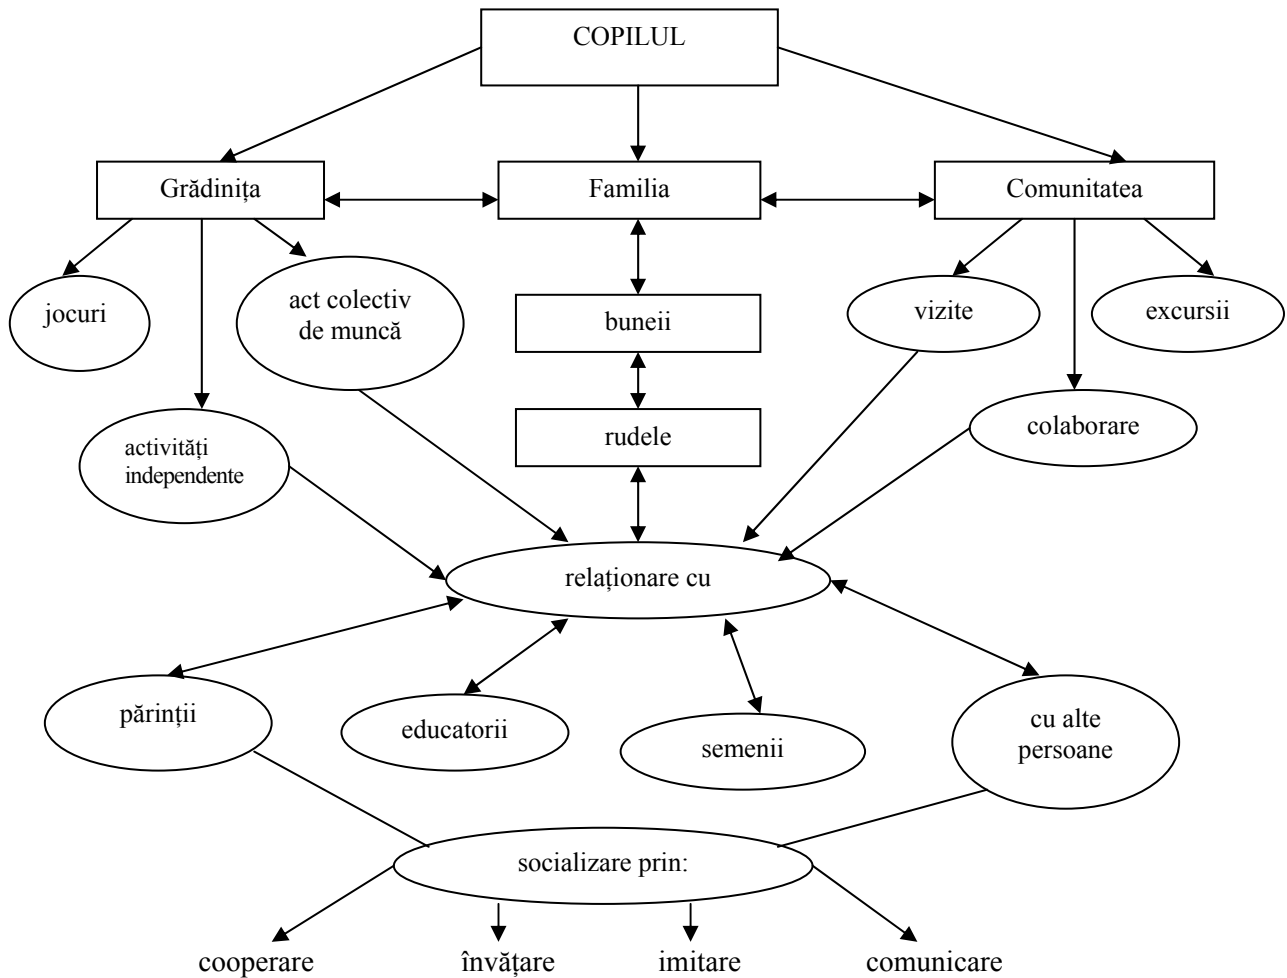 COPILUL
Grădinița
Familia
Comunitatea
jocuri
act colectiv
de muncă
buneii
vizite
excursii
activități
independente
rudele
colaborare
relaționare cu
părinții
educatorii
semenii
cu alte
persoane
socializare prin:
cooperare
învățare
imitare
comunicare